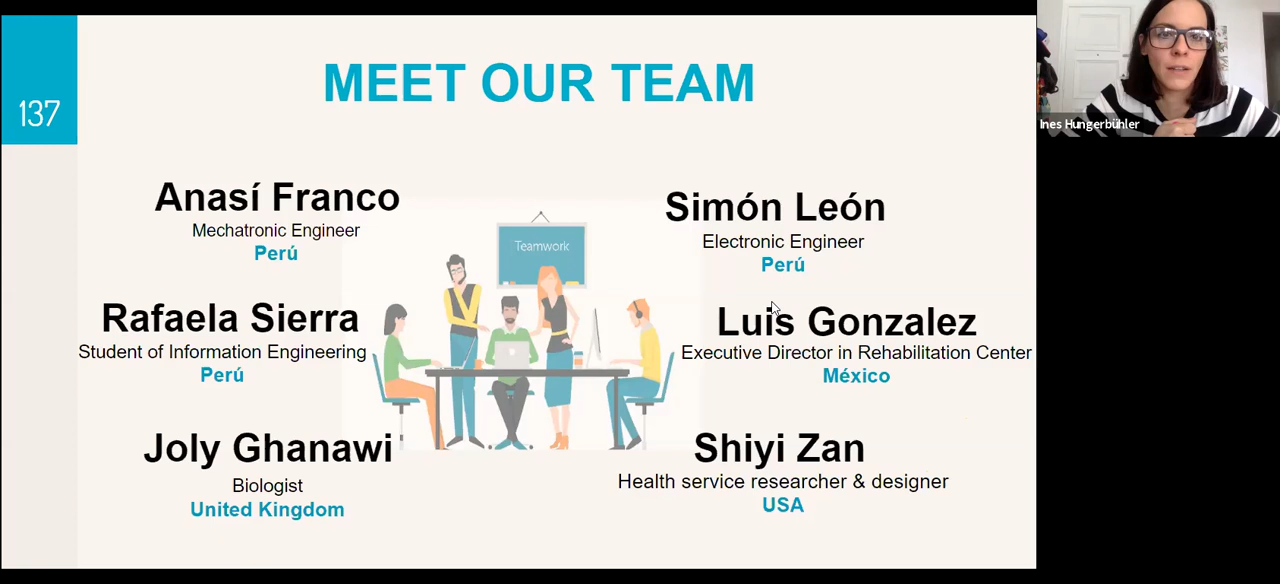 137
MEET OUR TEAM
Anasí Franco
Mechatronic Engineer
Perú
Simón León
Electronic Engineer
Perú
Teamwork
Rafaela Sierra
Student of Information Engineering
Perú
Luis Gonzalez
Executive Director in Rehabilitation Center
México
Joly Ghanawi
Biologist
United Kingdom
Shiyi Zan
Health service researcher & designer
USA
Ines Hungerbühler